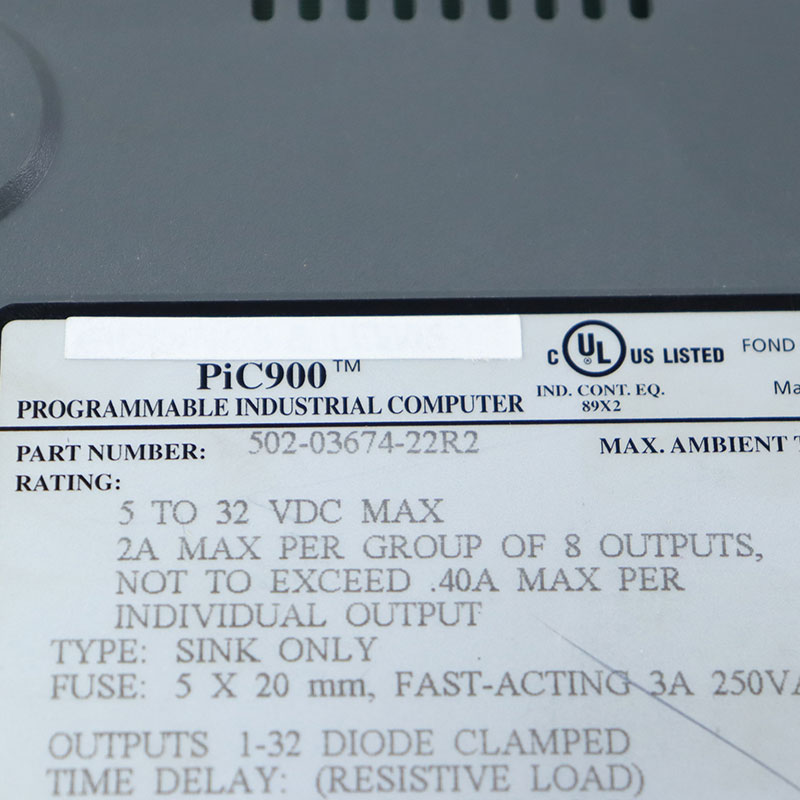 PiC900™
PROGRAMMABLE INDUSTRIAL COMPUTER
C UL ® US LISTED
IND. CONT. EQ.
89X2
FOND
PART NUMBER: 502-03674-22R2
MAX. AMBIENT
RATING:
5 TO 32 VDC MAX
2A MAX PER GROUP OF 8 OUTPUTS,
NOT TO EXCEED .40A MAX PER
INDIVIDUAL OUTPUT
TYPE: SINK ONLY
FUSE: 5 X 20 mm, FAST-ACTING 3A 250V
OUTPUTS 1-32 DIODE CLAMPED
TIME DELAY: (RESISTIVE LOAD)